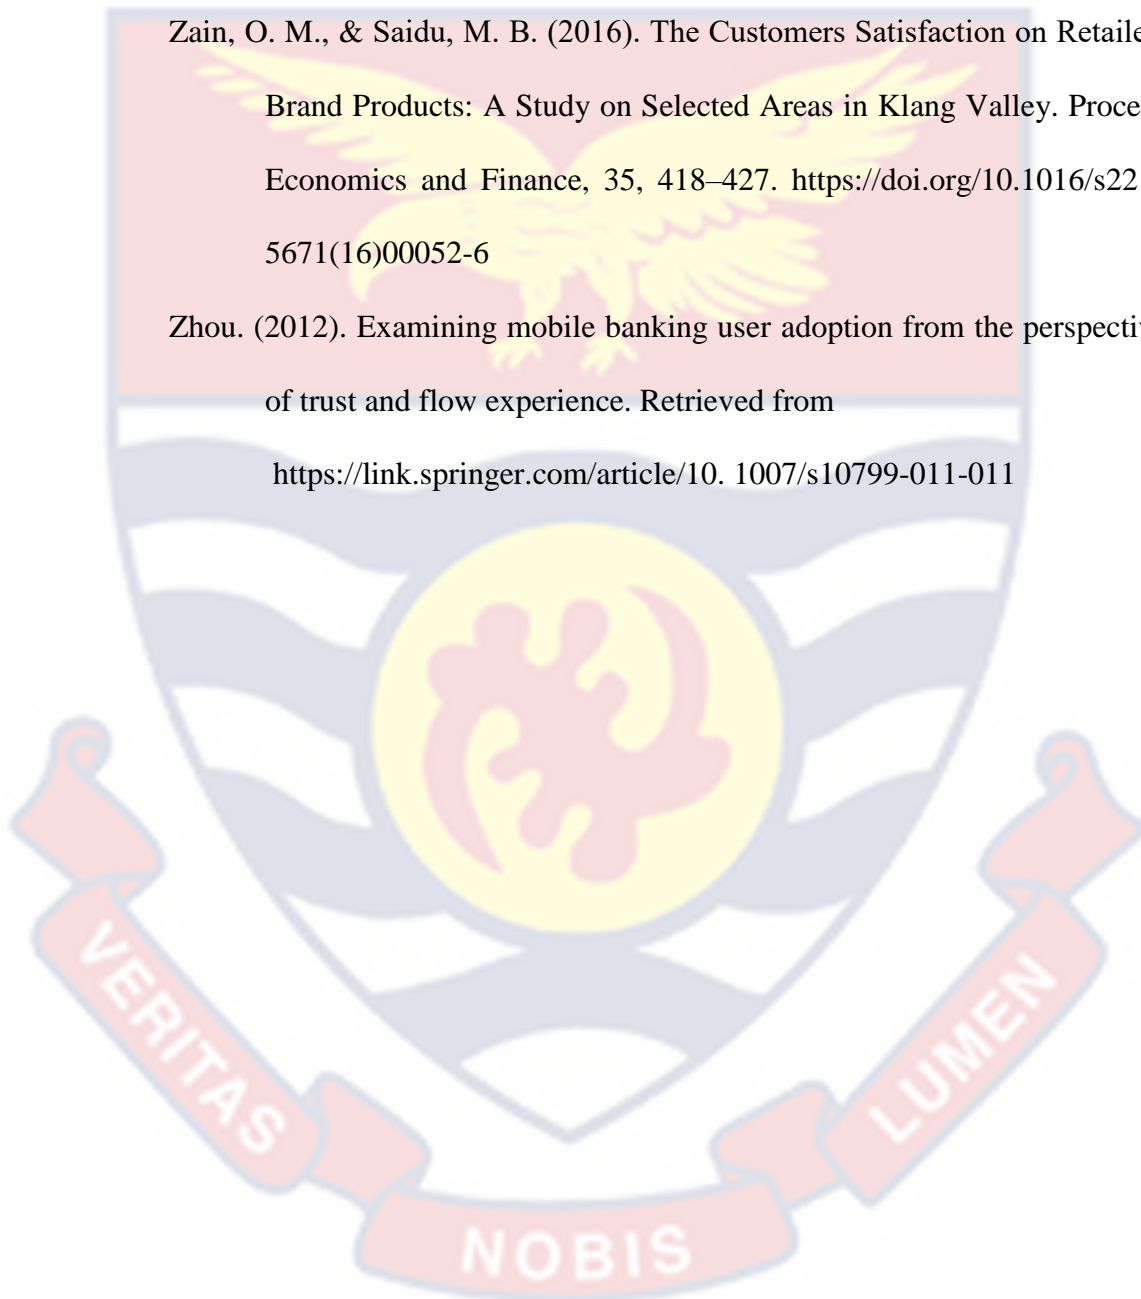 Zain, O. M., & Saidu, M. B. (2016). The Customers Satisfaction on Retaile
Brand Products: A Study on Selected Areas in Klang Valley. Proce
Economics and Finance, 35, 418–427. https://doi.org/10.1016/s22
5671(16)00052-6
Zhou. (2012). Examining mobile banking user adoption from the perspectiv
of trust and flow experience. Retrieved from
https://link.springer.com/article/10. 1007/s10799-011-011
VERITAS
NOBIS
LUMEN